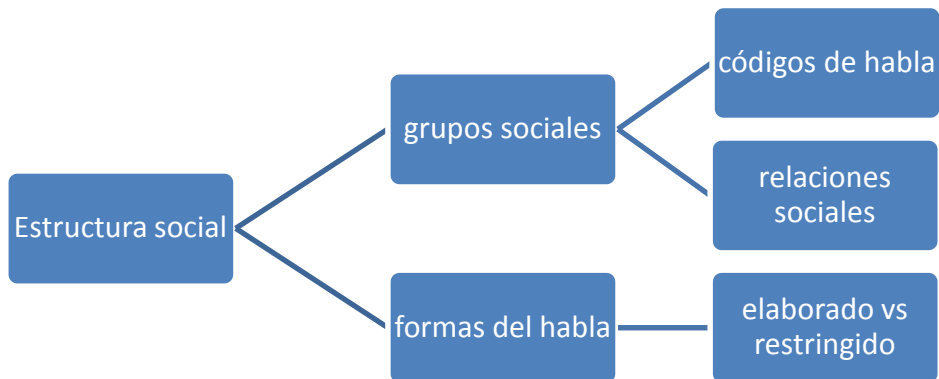 códigos de habla
grupos sociales
relaciones
sociales
Estructura social
formas del habla
elaborado vs
restringido